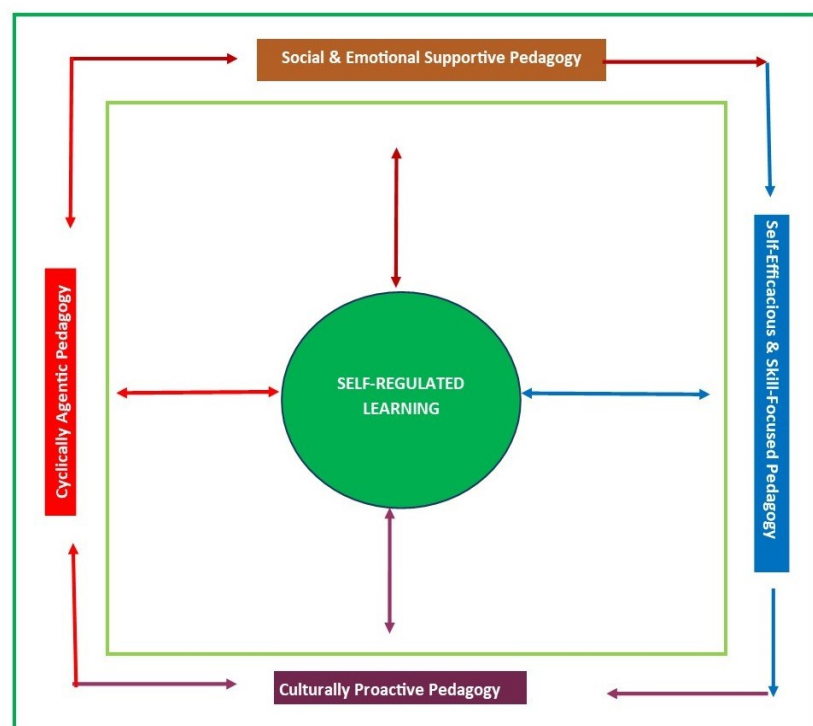 Social & Emotional Supportive Pedagogy
Cyclically Agentic Pedagogy
SELF-REGULATED
LEARNING
Self-Efficacious & Skill-Focused Pedagogy
Culturally Proactive Pedagogy